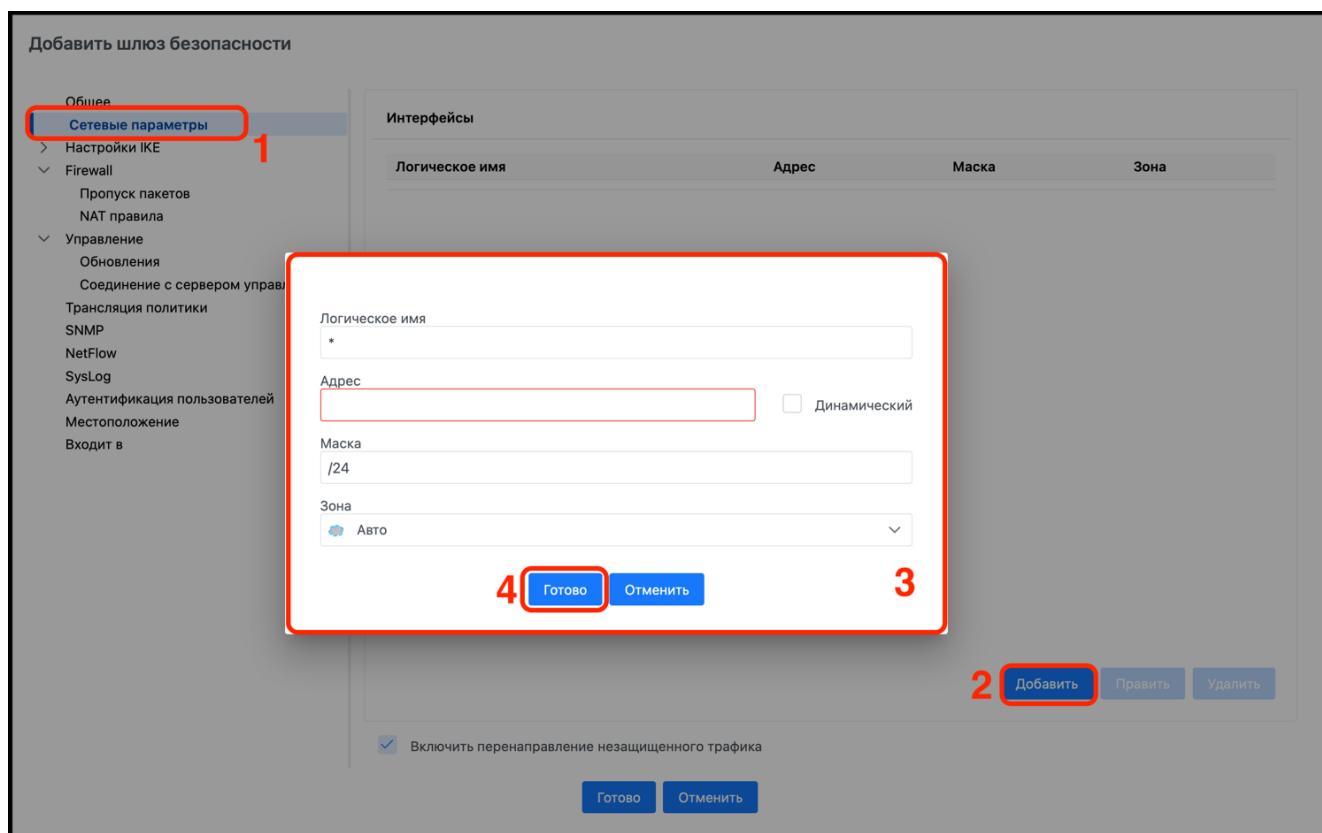 Добавить шлюз безопасности
Общее
Сетевые параметры
1
Настройки IKE
Firewall
Пропуск пакетов
NAT правила
Управление
Обновления
Соединение с сервером управл
Трансляция политики
SNMP
NetFlow
SysLog
Аутентификация пользователей
Местоположение
Входит в
Интерфейсы
Логическое имя Адрес Маска Зона
Логическое имя
*
Адрес
Динамический
Маска
/24
Зона
Авто
4 Готово Отменить 3
2 Добавить Править Удалить
Включить перенаправление незащищенного трафика
Готово Отменить